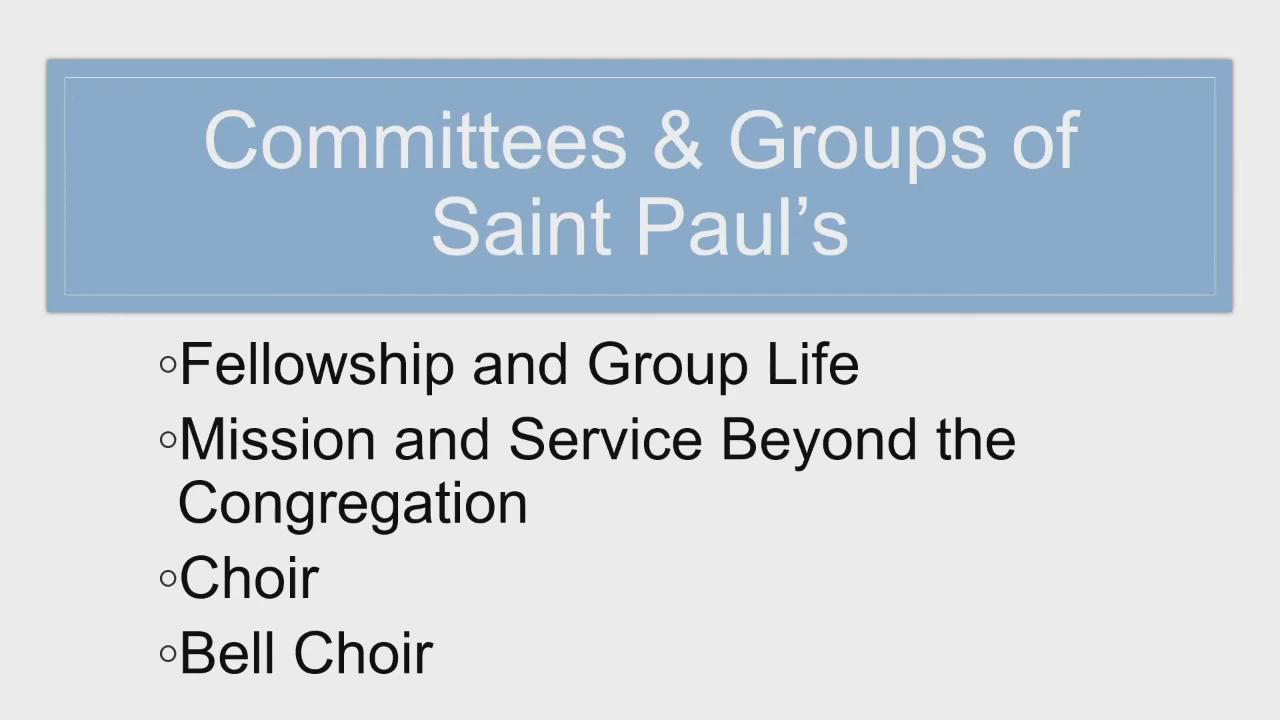 Committees & Groups of
Saint Paul’s
◦Fellowship and Group Life
◦Mission and Service Beyond the
Congregation
◦Choir
◦Bell Choir